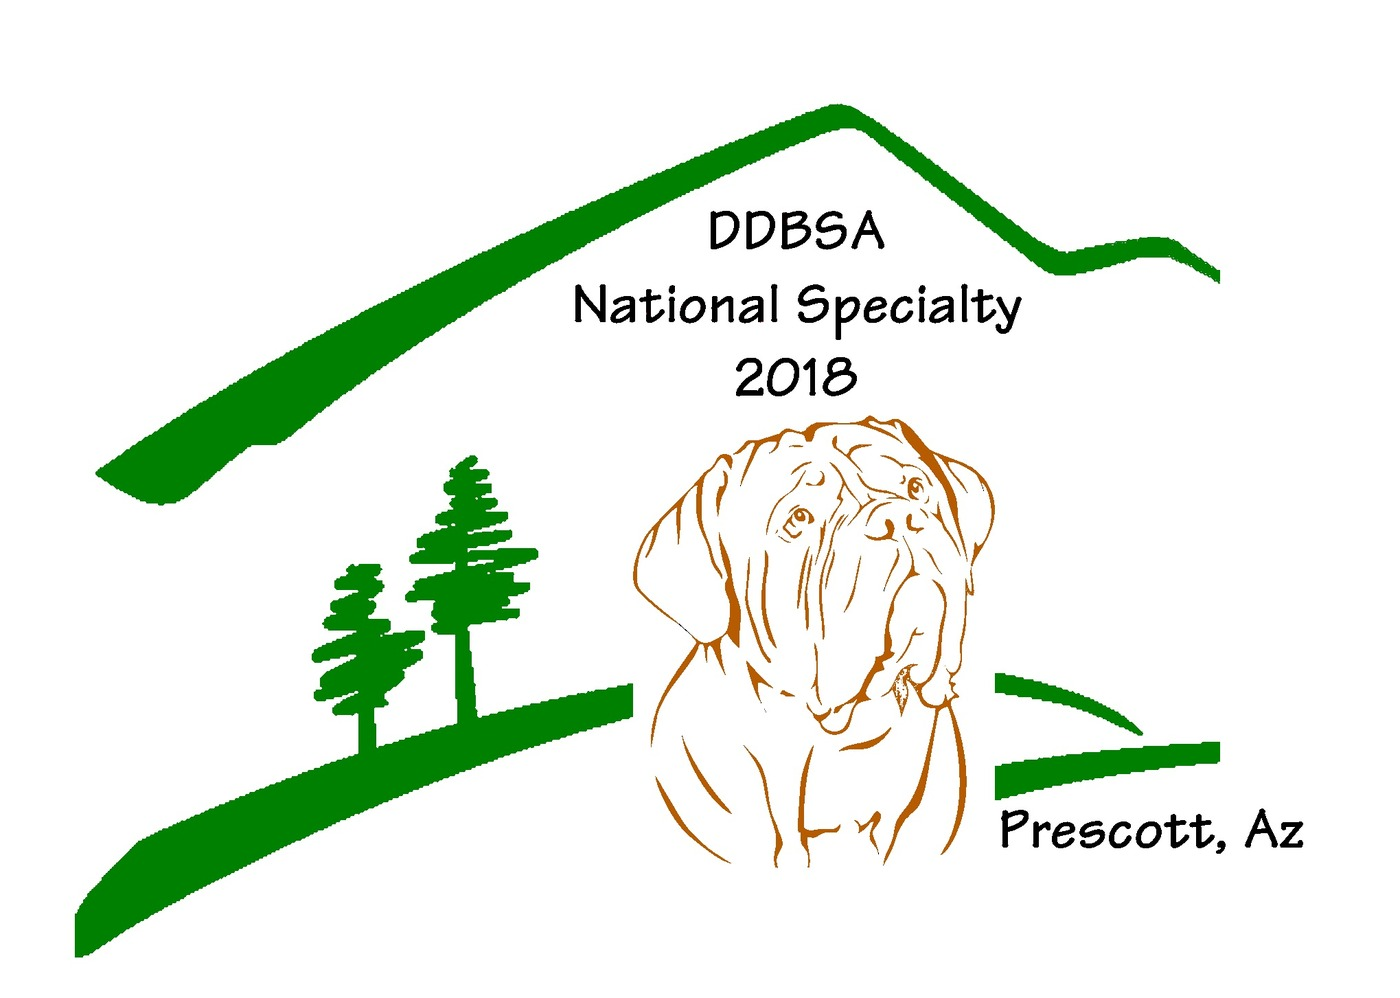 DDBSA
National Specialty
2018
Prescott, Az